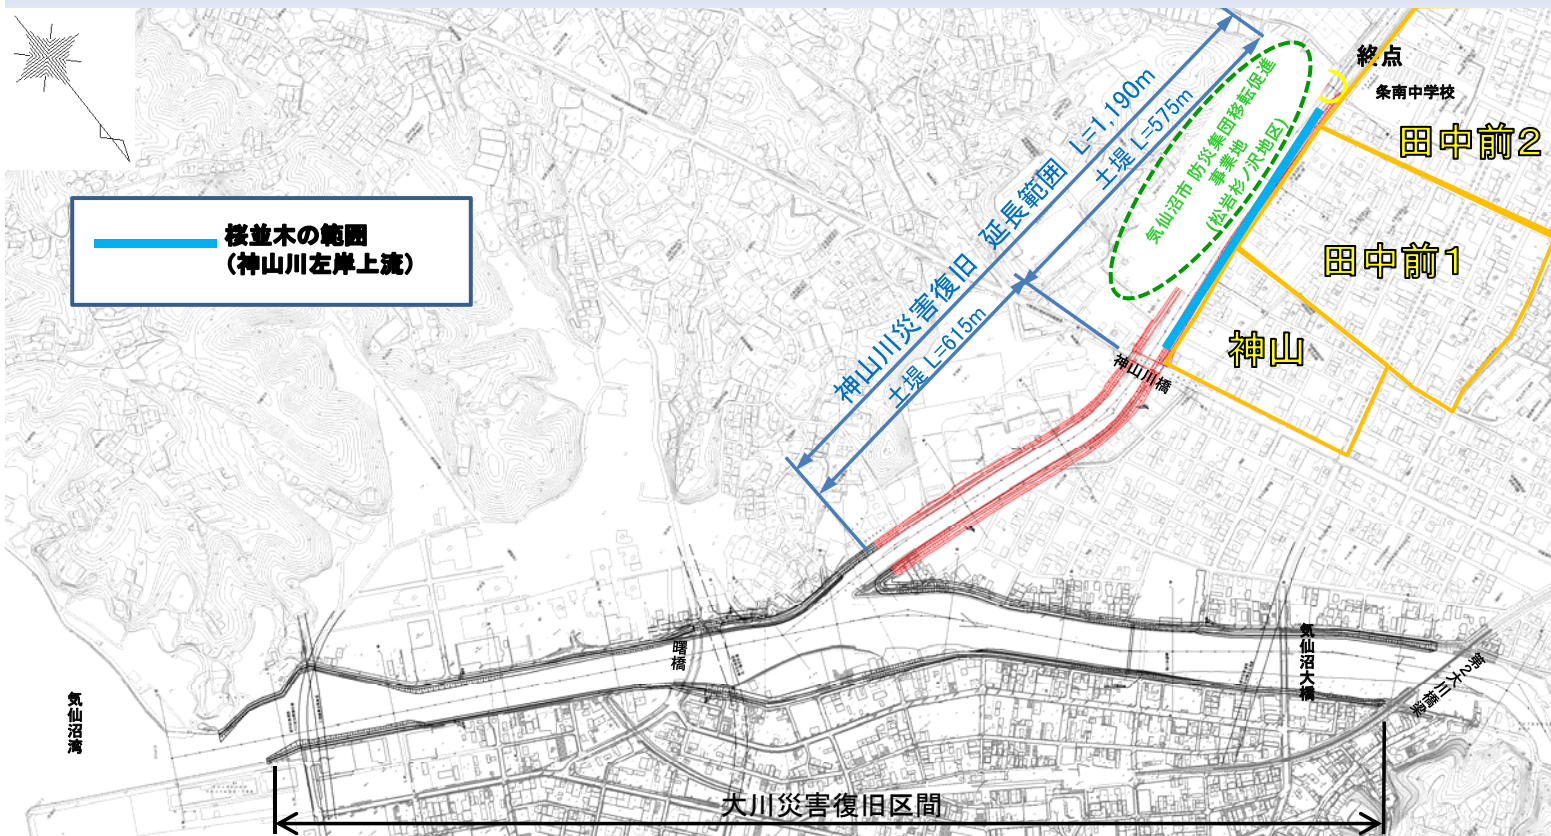 終点
条南中学校
田中前2
田中前1
神山
神山川災害復旧 延長範囲 L=1,190m
土堤 L=575m
土堤 L=615m
気仙沼市 防災集団移転促進
事業地
(松岩杉ノ沢地区)
桜並木の範囲
(神山川左岸上流)
神山川橋
曙橋
気仙沼大橋
第2大川橋梁
気仙沼湾
大川災害復旧区間